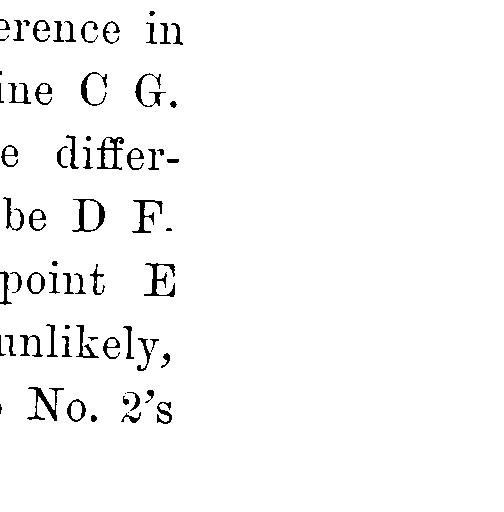 erence in
ine C G.
e differ-
be D F.
point E
unlikely,
No. 2's